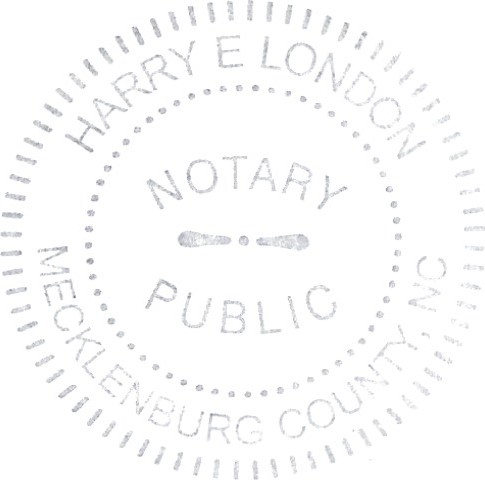 HARRY E LONDON
NOTARY
PUBLIC
MECKLENBURG COUNTY, NC